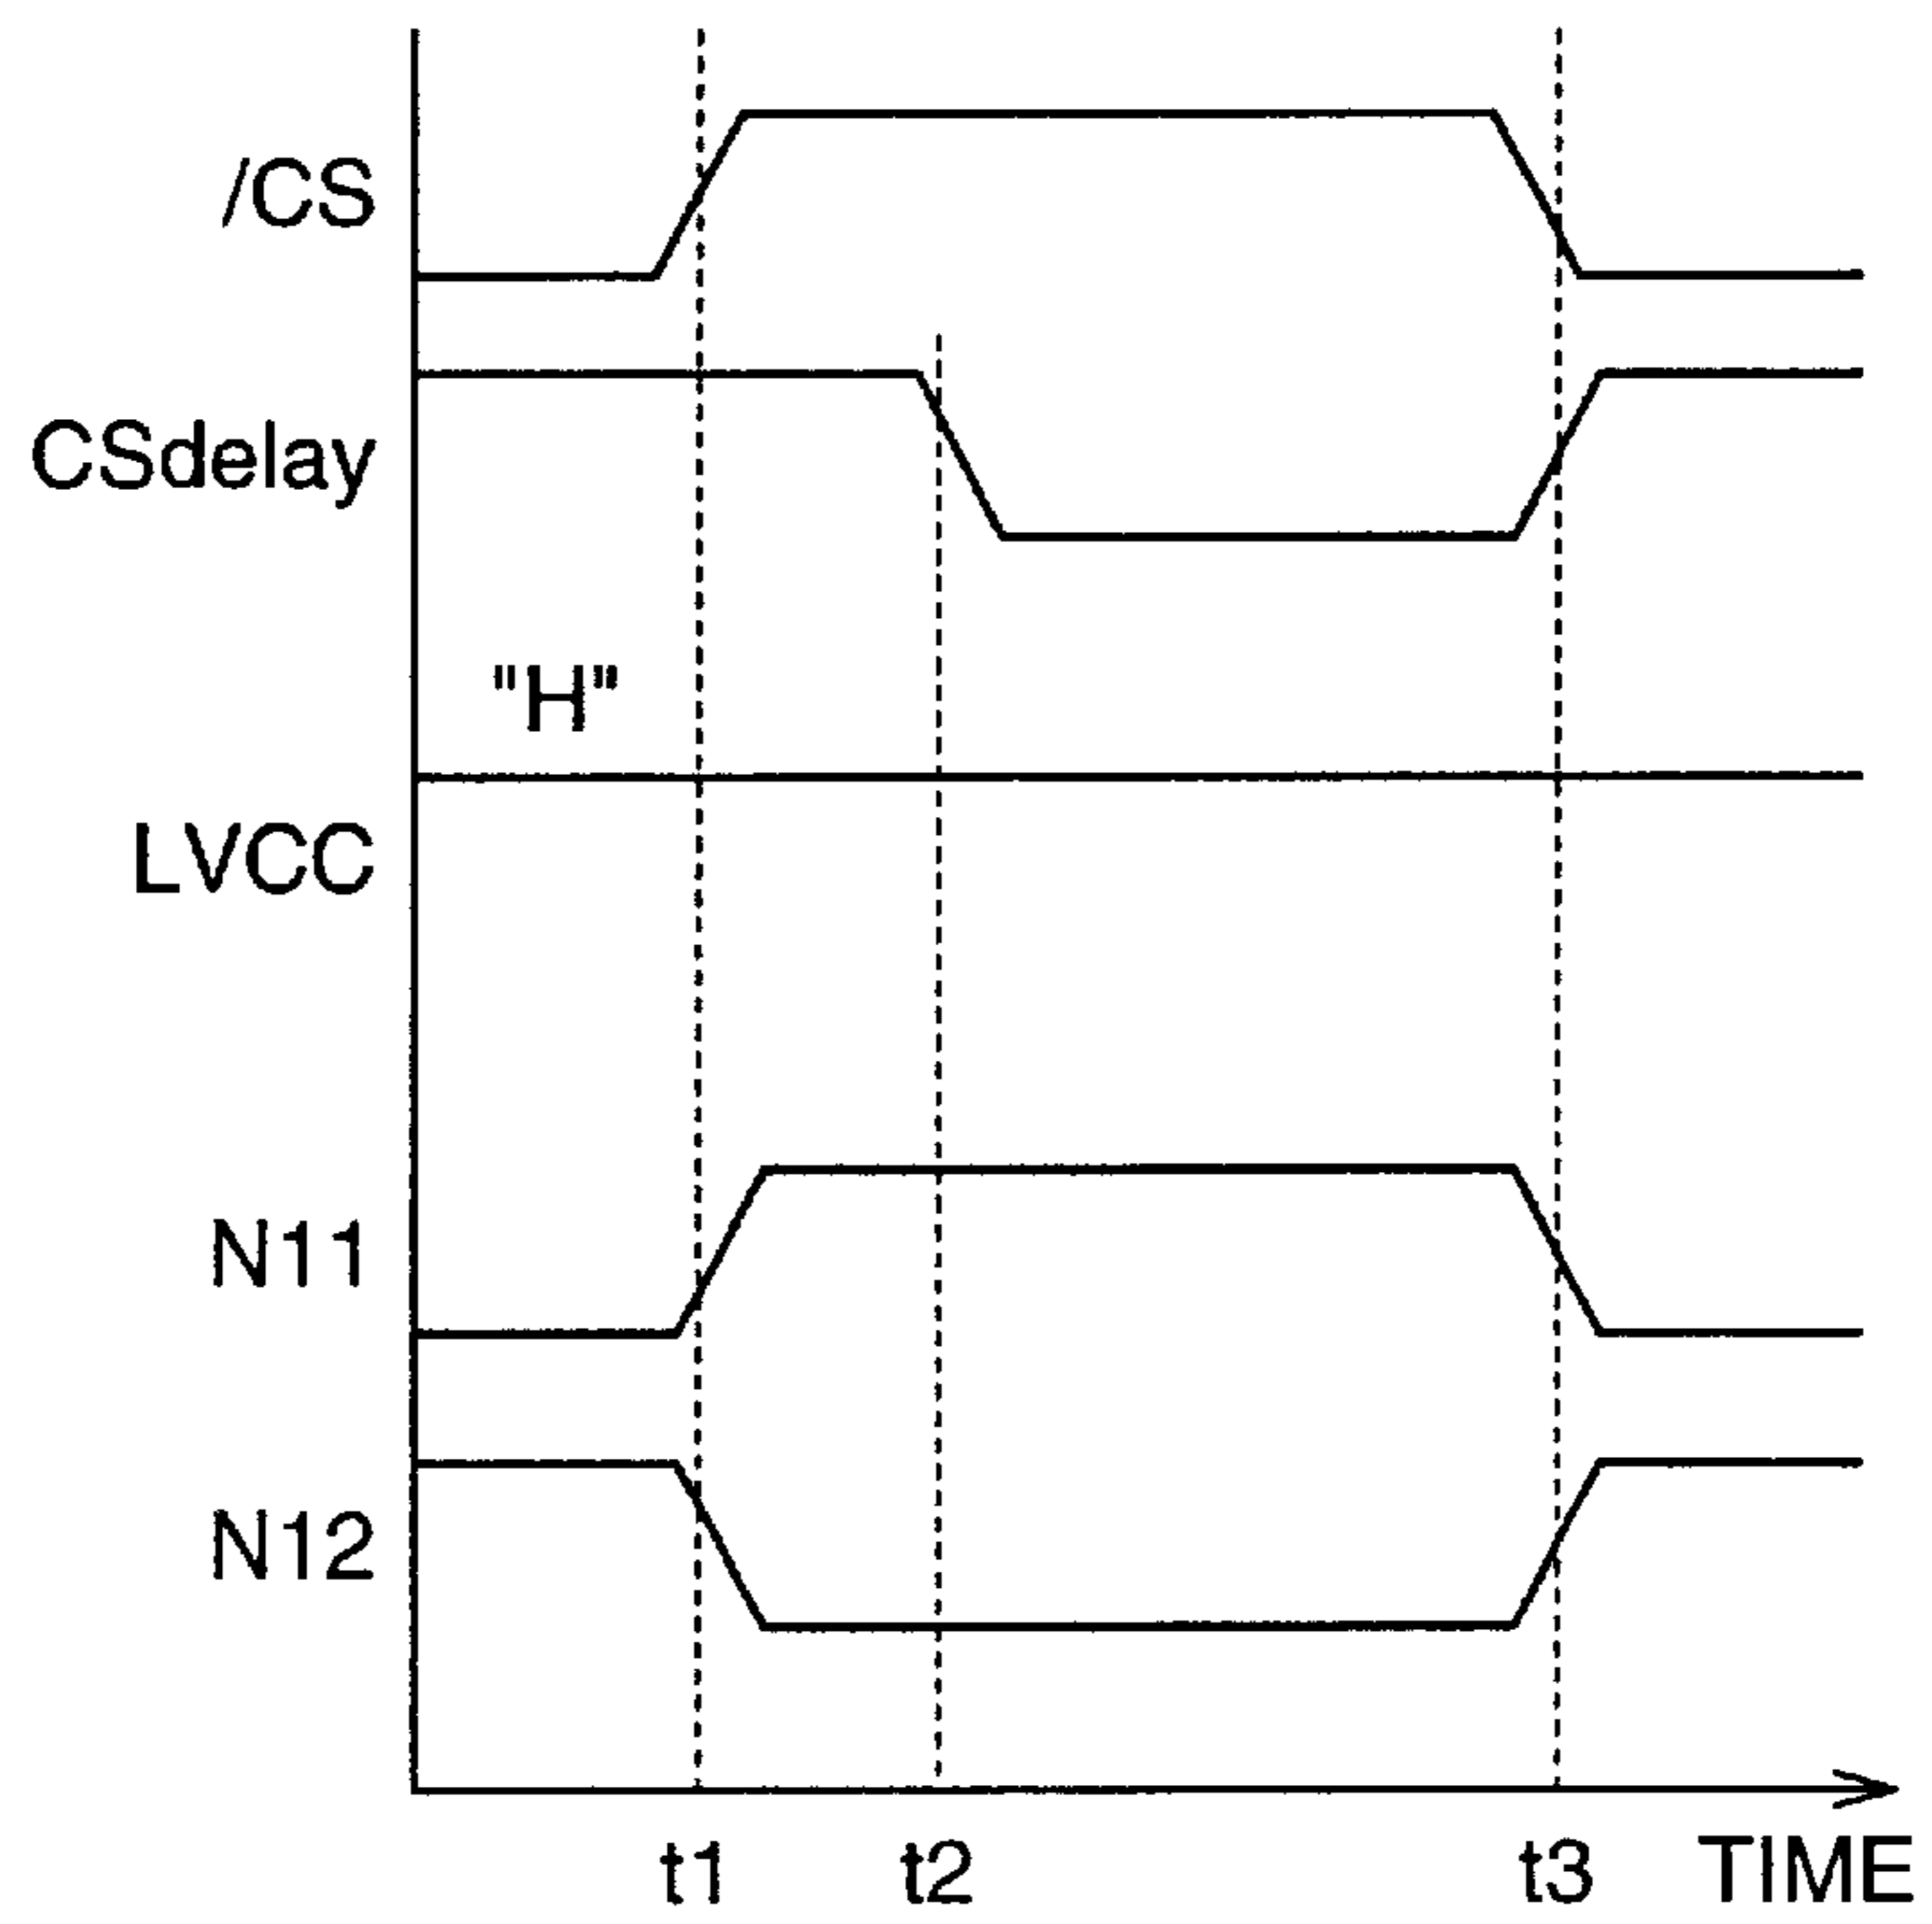 /CS
CSdelay
"H"
LVCC
N11
N12
t1 t2 t3 TIME